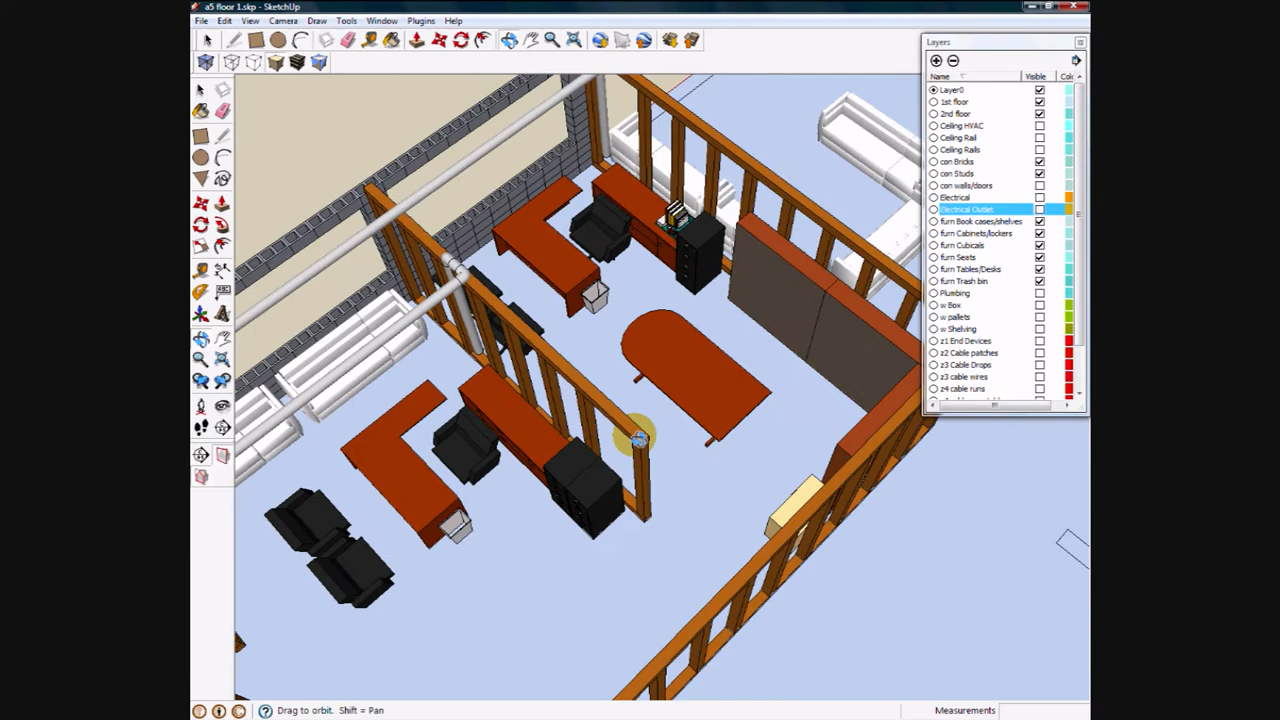 a5 floor 1.skp - SketchUp
File Edit View Camera Draw Tools Window Plugins Help
Layers
Name Visible Colo
Layer0
1st floor
2nd floor
Ceiling HVAC
Ceiling Rail
Ceiling Rails
con Bricks
con Studs
con walls/doors
Electrical
Electrical Outlet
furn Book cases/shelves
furn Cabinets/lockers
furn Cubicals
furn Seats
furn Tables/Desks
furn Trash bin
Plumbing
w Box
w pallets
w Shelving
z1 End Devices
z2 Cable patches
z3 Cable Drops
z3 cable wires
z4 cable runs
Drag to orbit. Shift = Pan
Measurements